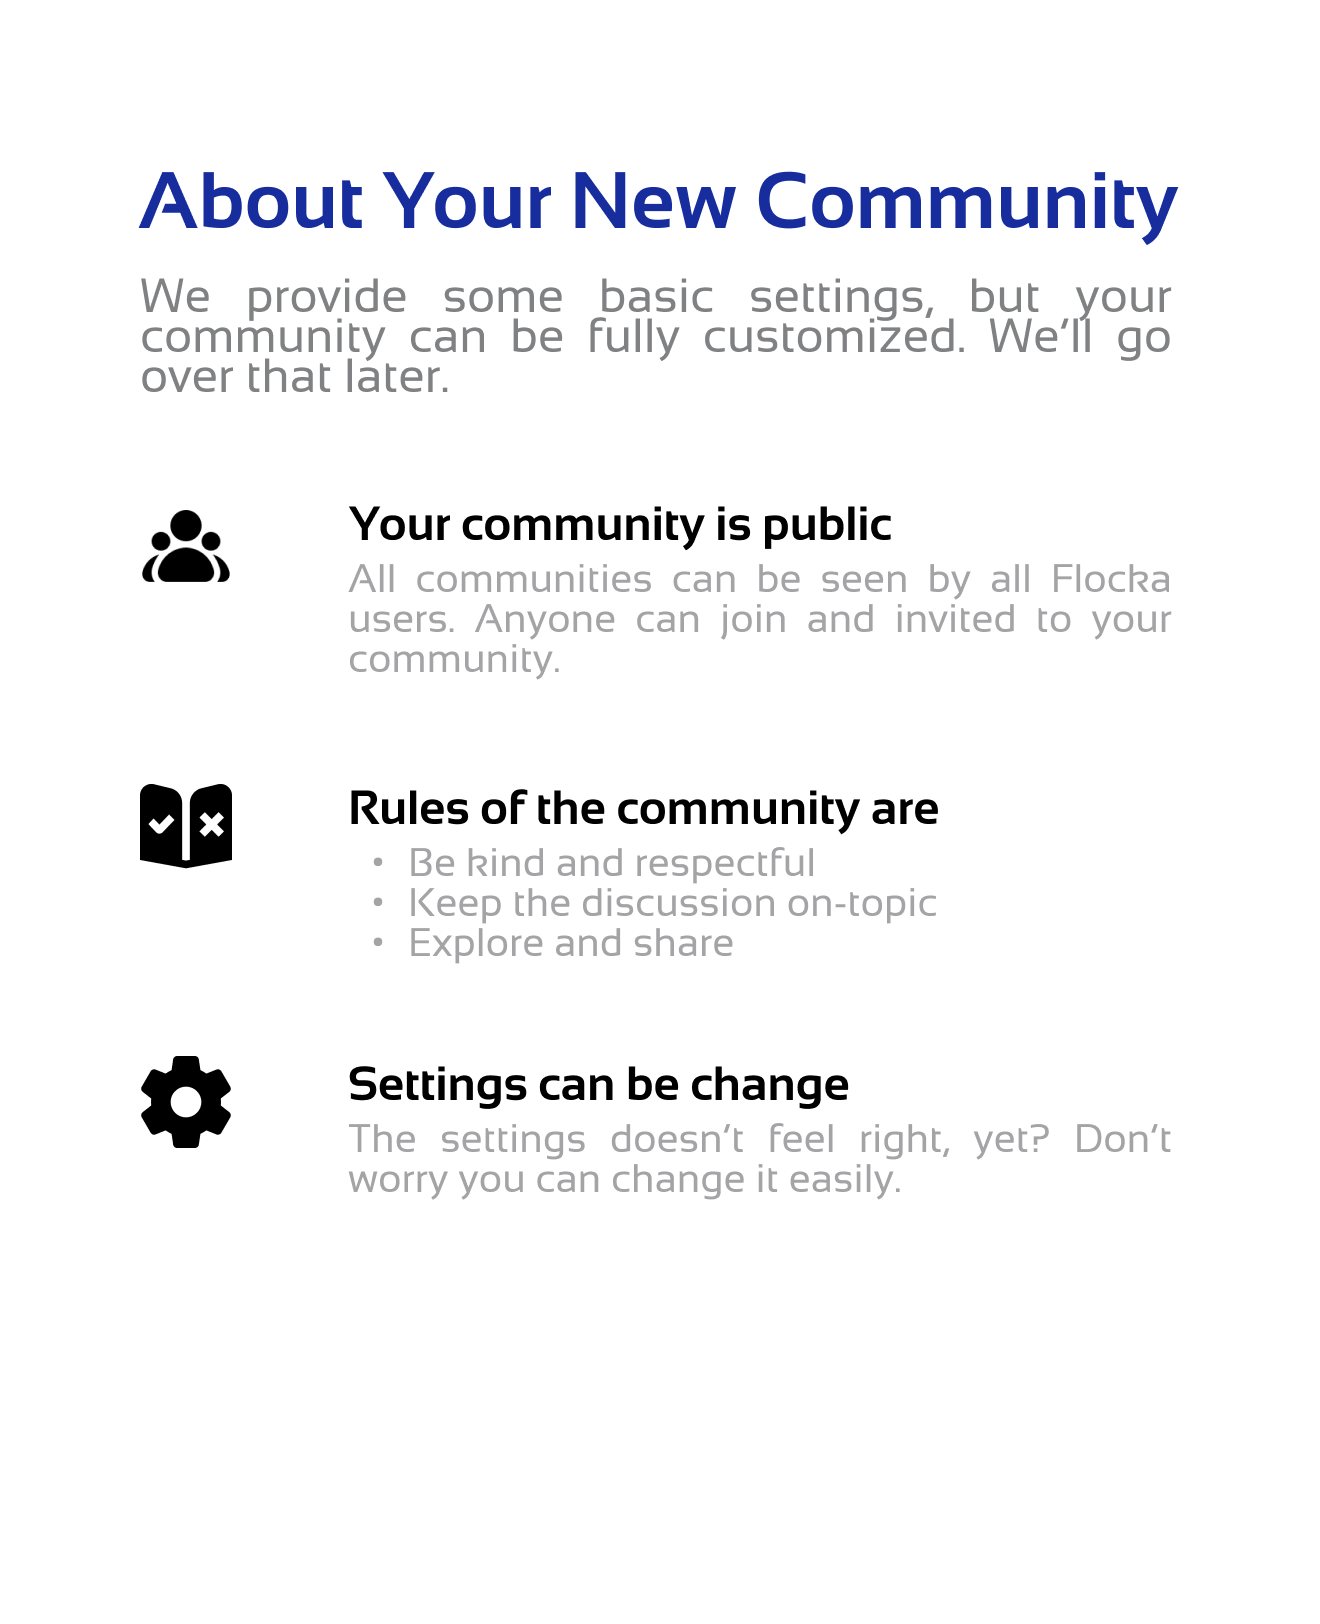 About Your New Community
We provide some basic settings, but your
community can be fully customized. We’ll go
over that later.
Your community is public
All communities can be seen by all Flocka
users. Anyone can join and invited to your
community.
Rules of the community are
• Be kind and respectful
• Keep the discussion on-topic
• Explore and share
Settings can be change
The settings doesn’t feel right, yet? Don’t
worry you can change it easily.